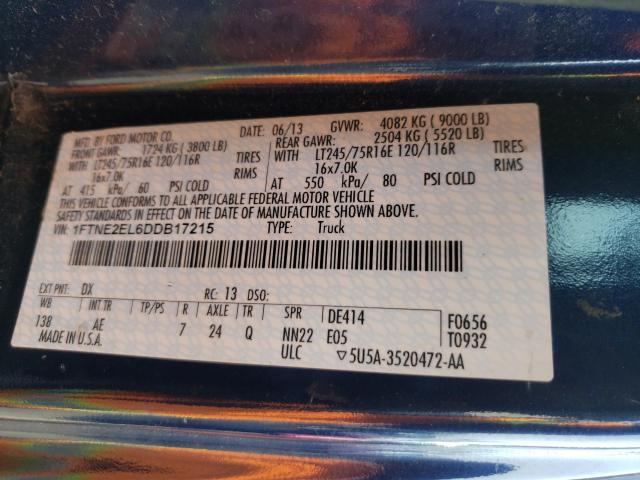 MFD. BY FORD MOTOR CO.
DATE: 06/13 GVWR: 4082 KG ( 9000 LB)
FRONT GAWR: 1724 KG ( 3800 LB) REAR GAWR: 2504 KG ( 5520 LB)
WITH LT245/75R16E 120/116R TIRES WITH LT245/75R16E 120/116R TIRES
16x7.0K RIMS 16x7.0K RIMS
AT 415 kPa/ 60 PSI COLD AT 550 kPa/ 80 PSI COLD
THIS VEHICLE CONFORMS TO ALL APPLICABLE FEDERAL MOTOR VEHICLE
SAFETY STANDARDS IN EFFECT ON THE DATE OF MANUFACTURE SHOWN ABOVE.
VIN: 1FTNE2EL6DDB17215 TYPE: Truck
EXT PNT: DX RC: 13 DSO:
WB INT TR TP/PS R AXLE TR SPR DE414 F0656
138 AE 7 24 Q NN22 E05 T0932
MADE IN U.S.A. ULC ▽5U5A-3520472-AA